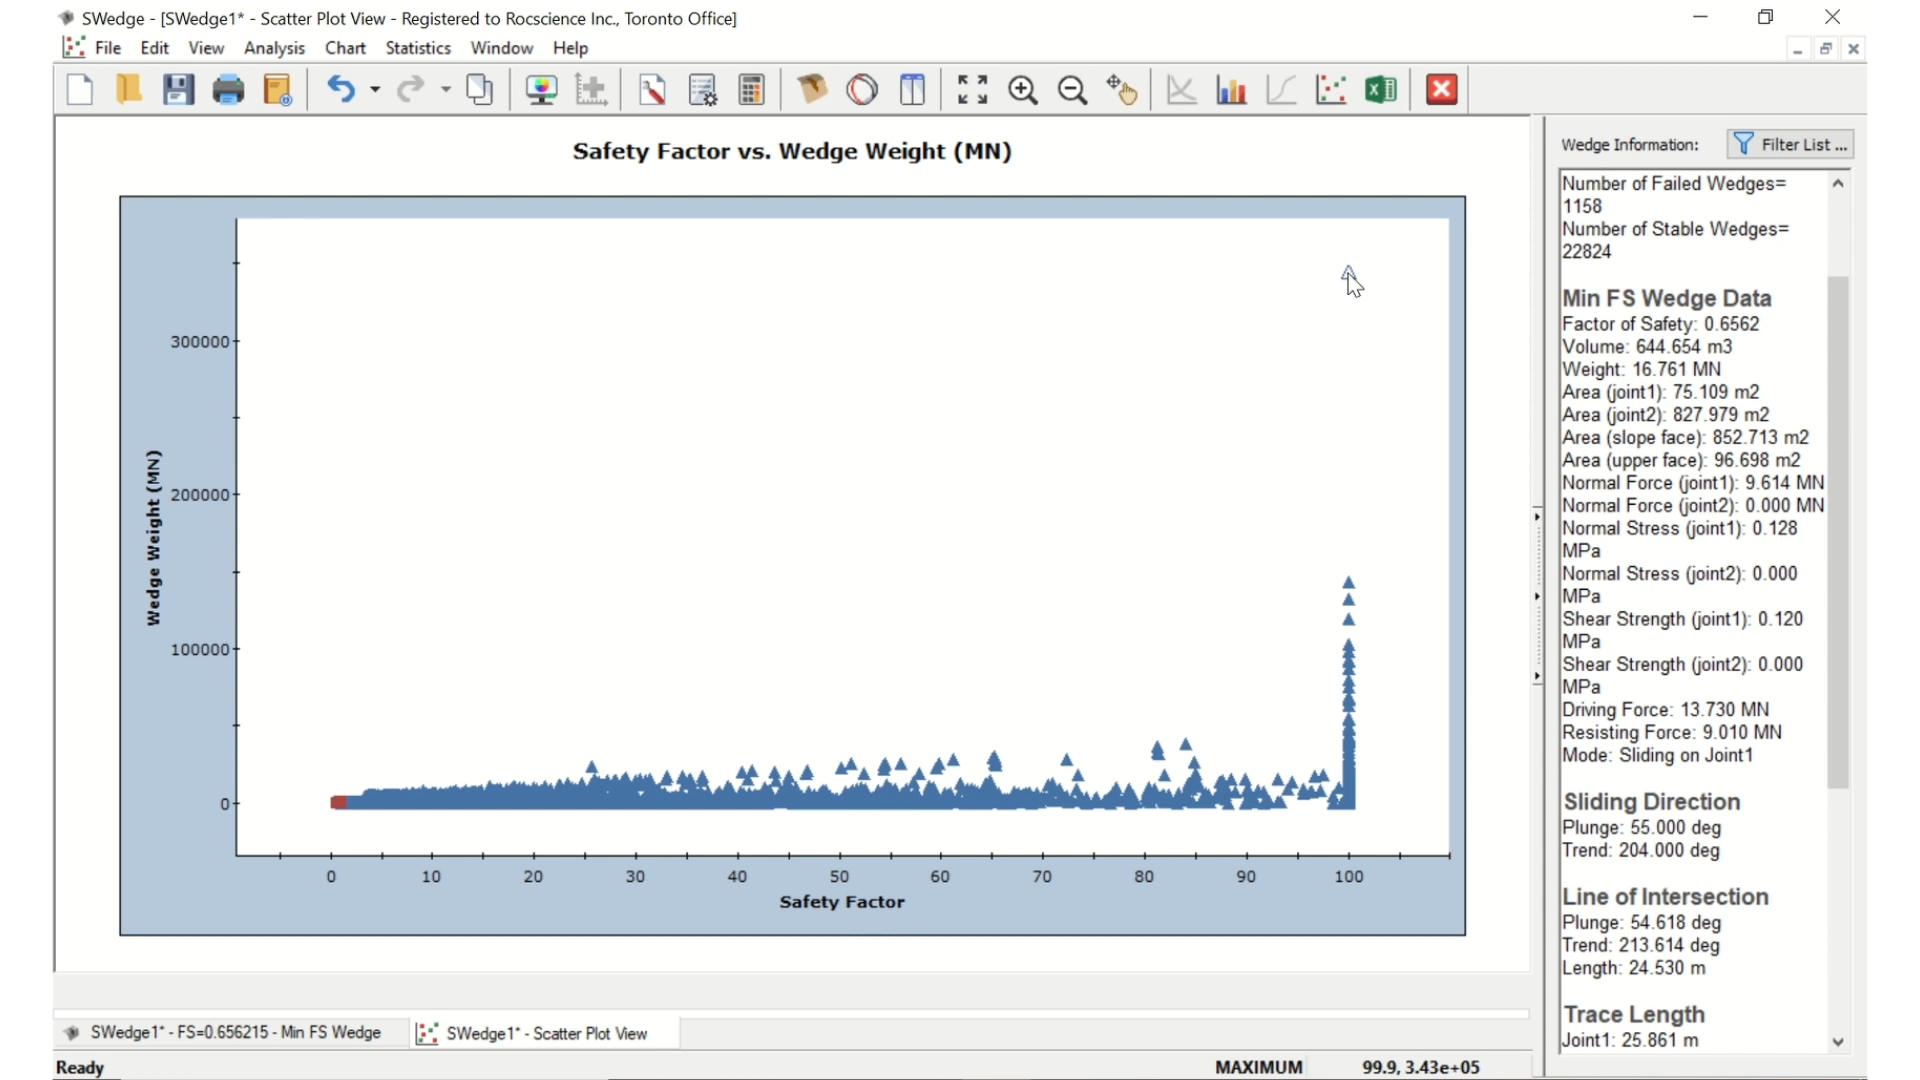 SWedge - [SWedge1* - Scatter Plot View - Registered to Rocscience Inc., Toronto Office]
File Edit View Analysis Chart Statistics Window Help
Safety Factor vs. Wedge Weight (MN)
Wedge Weight (MN)
300000
200000
100000
0
0 10 20 30 40 50 60 70 80 90 100
Safety Factor
Wedge Information:
Filter List ...
Number of Failed Wedges=
1158
Number of Stable Wedges=
22824
Min FS Wedge Data
Factor of Safety: 0.6562
Volume: 644.654 m3
Weight: 16.761 MN
Area (joint1): 75.109 m2
Area (joint2): 827.979 m2
Area (slope face): 852.713 m2
Area (upper face): 96.698 m2
Normal Force (joint1): 9.614 MN
Normal Force (joint2): 0.000 MN
Normal Stress (joint1): 0.128
MPa
Normal Stress (joint2): 0.000
MPa
Shear Strength (joint1): 0.120
MPa
Shear Strength (joint2): 0.000
MPa
Driving Force: 13.730 MN
Resisting Force: 9.010 MN
Mode: Sliding on Joint1
Sliding Direction
Plunge: 55.000 deg
Trend: 204.000 deg
Line of Intersection
Plunge: 54.618 deg
Trend: 213.614 deg
Length: 24.530 m
Trace Length
Joint1: 25.861 m
SWedge1* - FS=0.656215 - Min FS Wedge
SWedge1* - Scatter Plot View
Ready
MAXIMUM
99.9, 3.43e+05